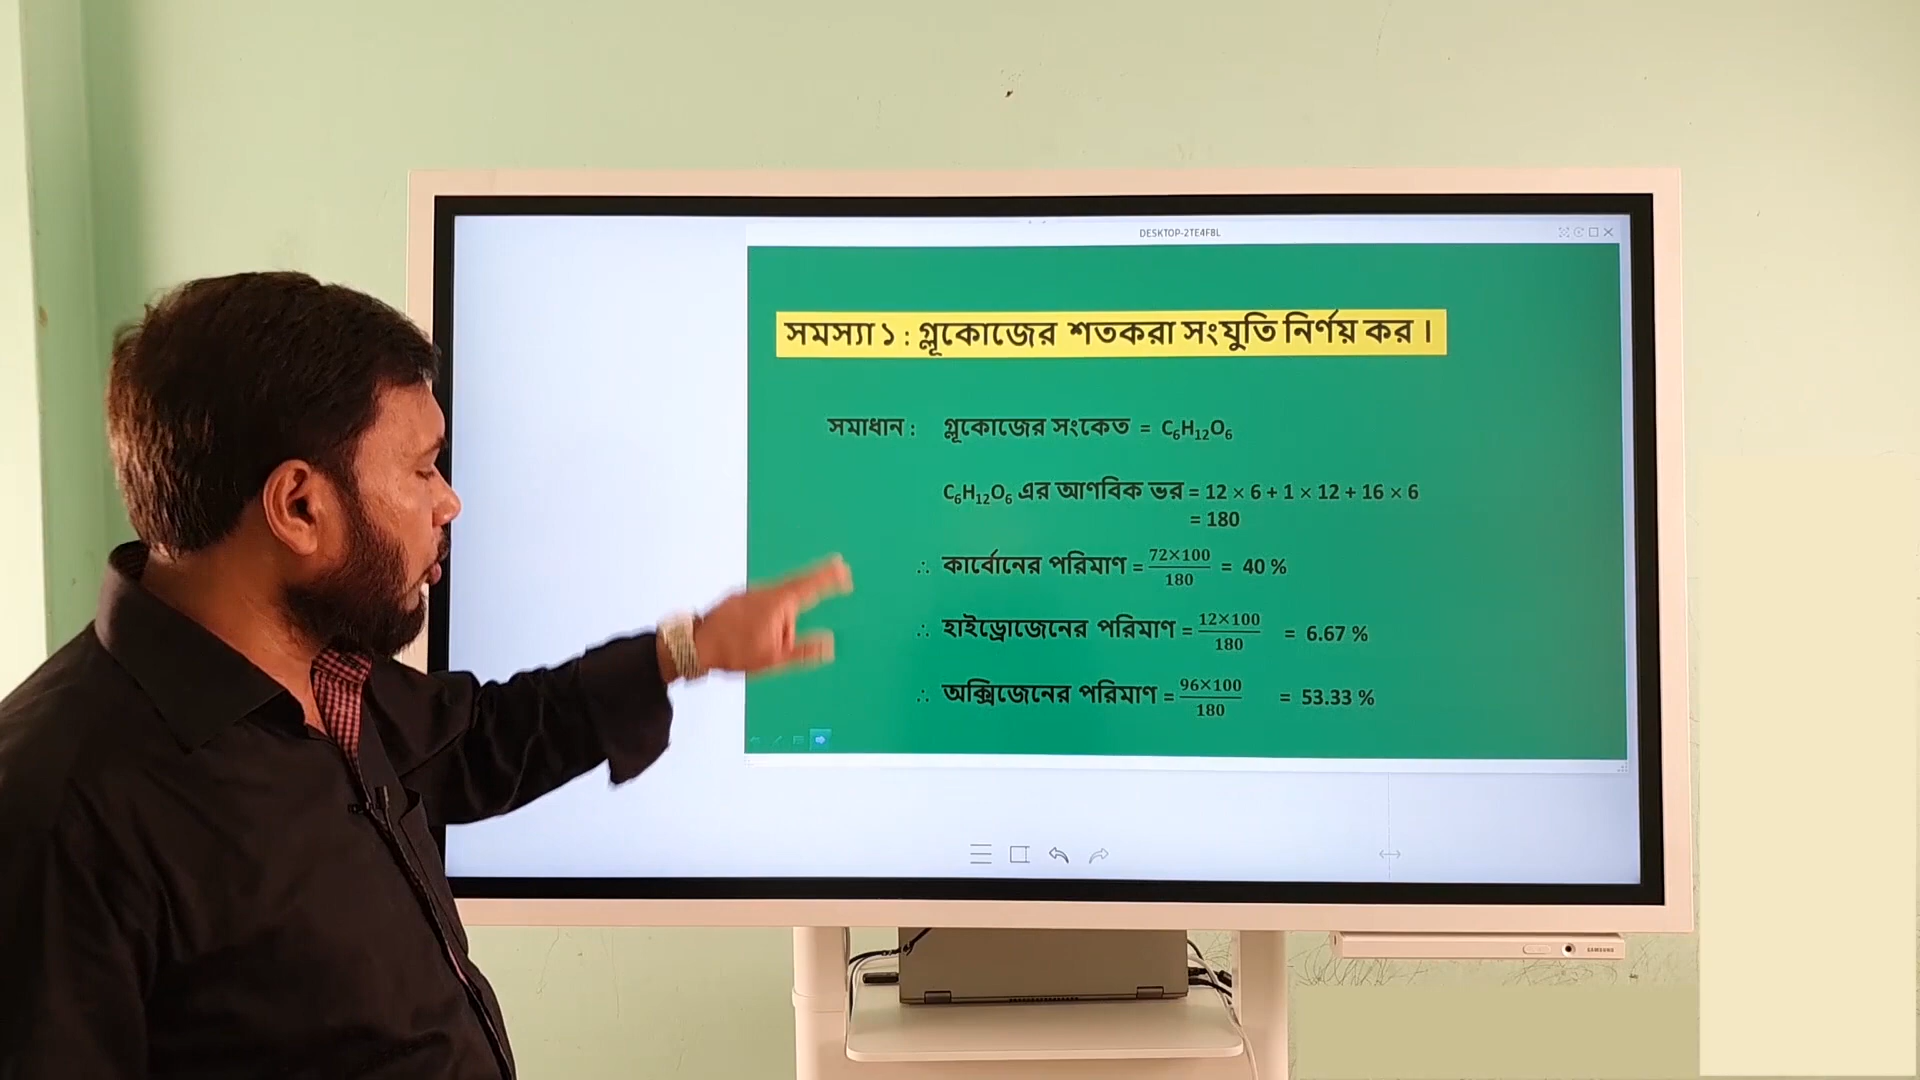 DESKTOP-2TE4FBL
সমস্যা ১ : গ্লূকোজের শতকরা সংযুতি নির্ণয় কর ।
সমাধান : গ্লূকোজের সংকেত = C₆H₁₂O₆
C₆H₁₂O₆ এর আণবিক ভর = 12 × 6 + 1 × 12 + 16 × 6
= 180
∴ কার্বোনের পরিমাণ = 72×100/180 = 40 %
∴ হাইড্রোজেনের পরিমাণ = 12×100/180 = 6.67 %
∴ অক্সিজেনের পরিমাণ = 96×100/180 = 53.33 %
SAMSUNG